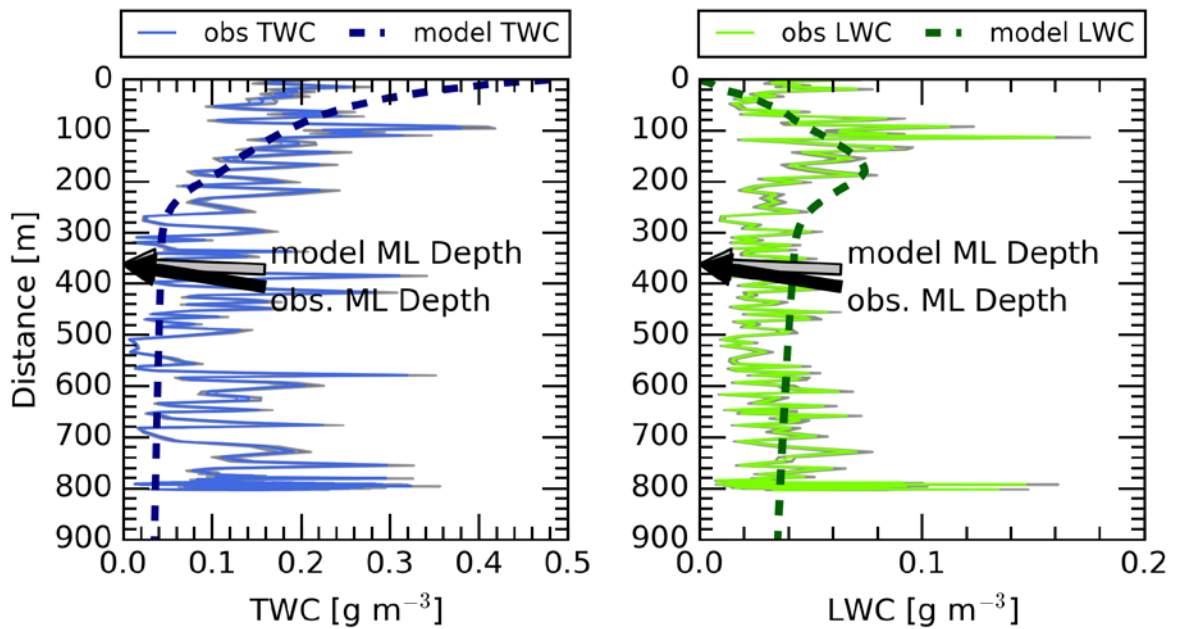 obs TWC model TWC
obs LWC model LWC
0
100
200
300
400
500
600
700
800
900
Distance [m]
model ML Depth
obs. ML Depth
0.0 0.1 0.2 0.3 0.4 0.5
TWC [g m⁻³]
0
100
200
300
400
500
600
700
800
900
model ML Depth
obs. ML Depth
0.0 0.1 0.2
LWC [g m⁻³]